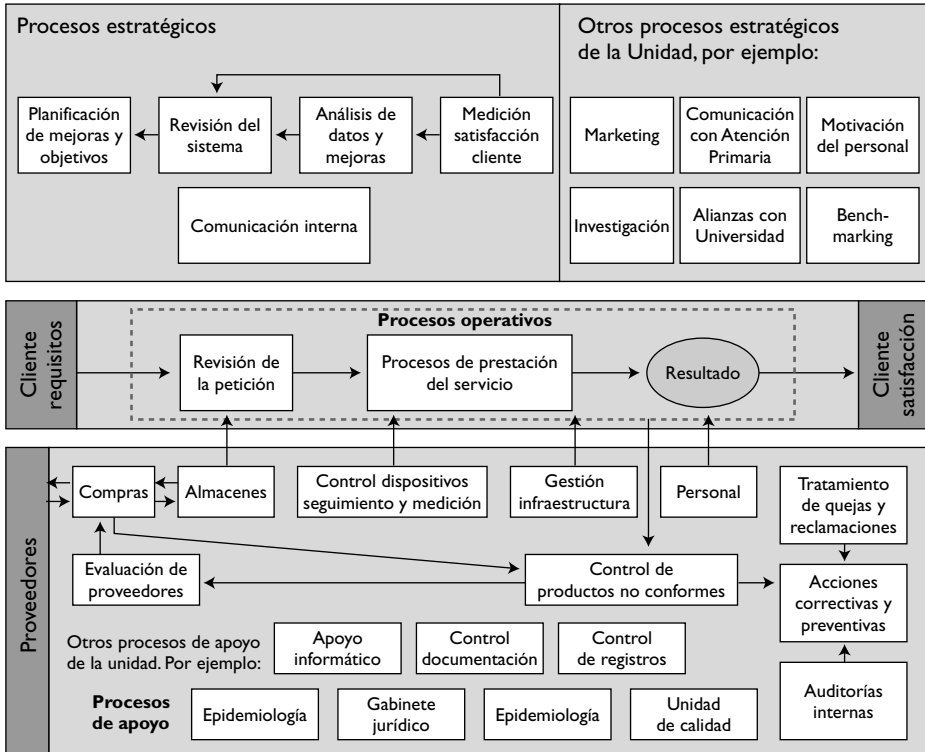 Procesos estratégicos
Planificación
de mejoras y
objetivos
Revisión del
sistema
Análisis de
datos y
mejoras
Medición
satisfacción
cliente
Comunicación interna
Otros procesos estratégicos
de la Unidad, por ejemplo:
Marketing
Comunicación
con Atención
Primaria
Motivación
del personal
Investigación
Alianzas con
Universidad
Bench-
marking
Cliente
requisitos
Procesos operativos
Revisión de
la petición
Procesos de prestación
del servicio
Resultado
Cliente
satisfacción
Proveedores
Compras
Almacenes
Control dispositivos
seguimiento y medición
Gestión
infraestructura
Personal
Tratamiento
de quejas y
reclamaciones
Evaluación de
proveedores
Control de
productos no conformes
Acciones
correctivas y
preventivas
Otros procesos de apoyo
de la unidad. Por ejemplo:
Apoyo
informático
Control
documentación
Control
de registros
Procesos
de apoyo
Epidemiología
Gabinete
jurídico
Epidemiología
Unidad
de calidad
Auditorías
internas